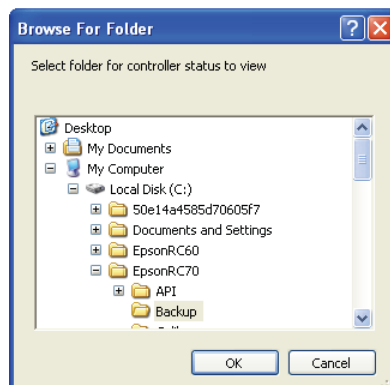 Browse For Folder
Select folder for controller status to view
Desktop
My Documents
My Computer
Local Disk (C:)
50e14a4585d70605f7
Documents and Settings
EpsonRC60
EpsonRC70
API
Backup
OK Cancel